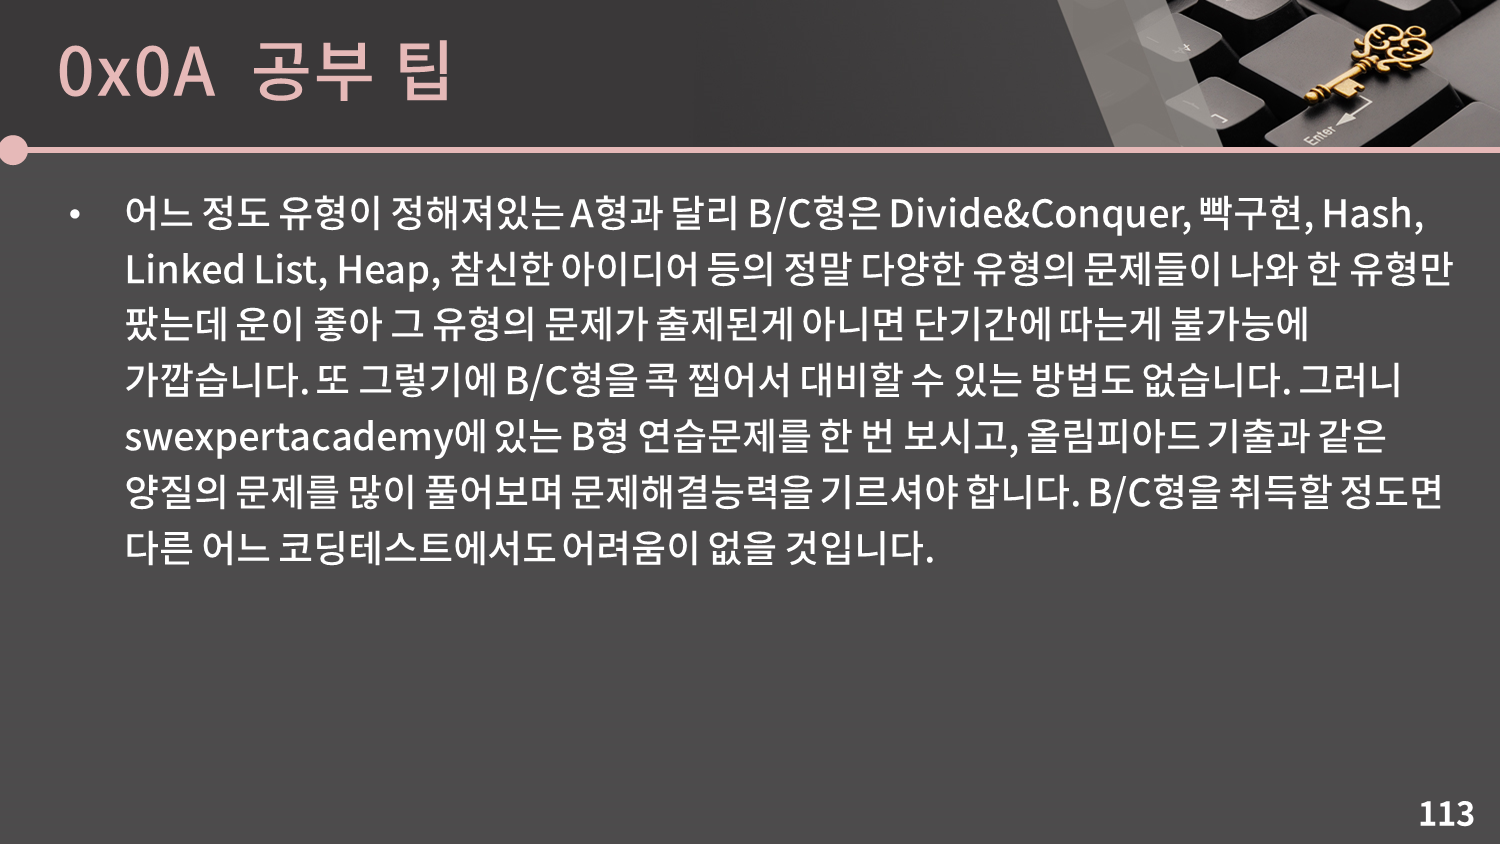 0x0A 공부 팁
• 어느 정도 유형이 정해져있는 A형과 달리 B/C형은 Divide&Conquer, 빡구현, Hash,
Linked List, Heap, 참신한 아이디어 등의 정말 다양한 유형의 문제들이 나와 한 유형만
팠는데 운이 좋아 그 유형의 문제가 출제된게 아니면 단기간에 따는게 불가능에
가깝습니다. 또 그렇기에 B/C형을 콕 찝어서 대비할 수 있는 방법도 없습니다. 그러니
swexpertacademy에 있는 B형 연습문제를 한 번 보시고, 올림피아드 기출과 같은
양질의 문제를 많이 풀어보며 문제해결능력을 기르셔야 합니다. B/C형을 취득할 정도면
다른 어느 코딩테스트에서도 어려움이 없을 것입니다.
Enter
113